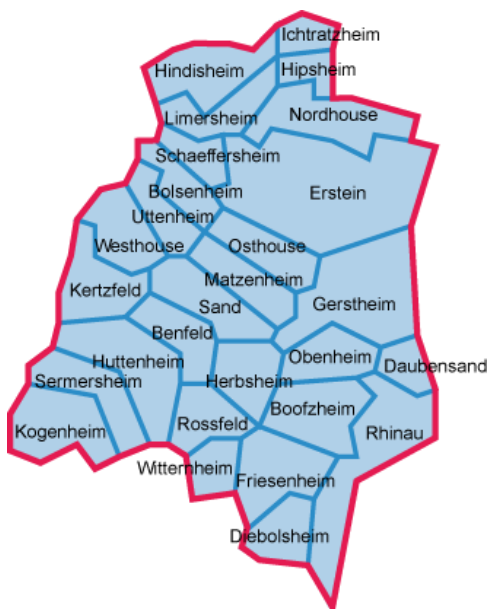 Ichtratzheim
Hindisheim
Hipsheim
Limersheim
Nordhouse
Schaeffersheim
Bolsenheim
Erstein
Uttenheim
Westhouse
Osthouse
Matzenheim
Kertzfeld
Sand
Gerstheim
Benfeld
Huttenheim
Obenheim
Daubensand
Sermersheim
Herbsheim
Boofzheim
Kogenheim
Rossfeld
Rhinau
Witternheim
Friesenheim
Diebolsheim